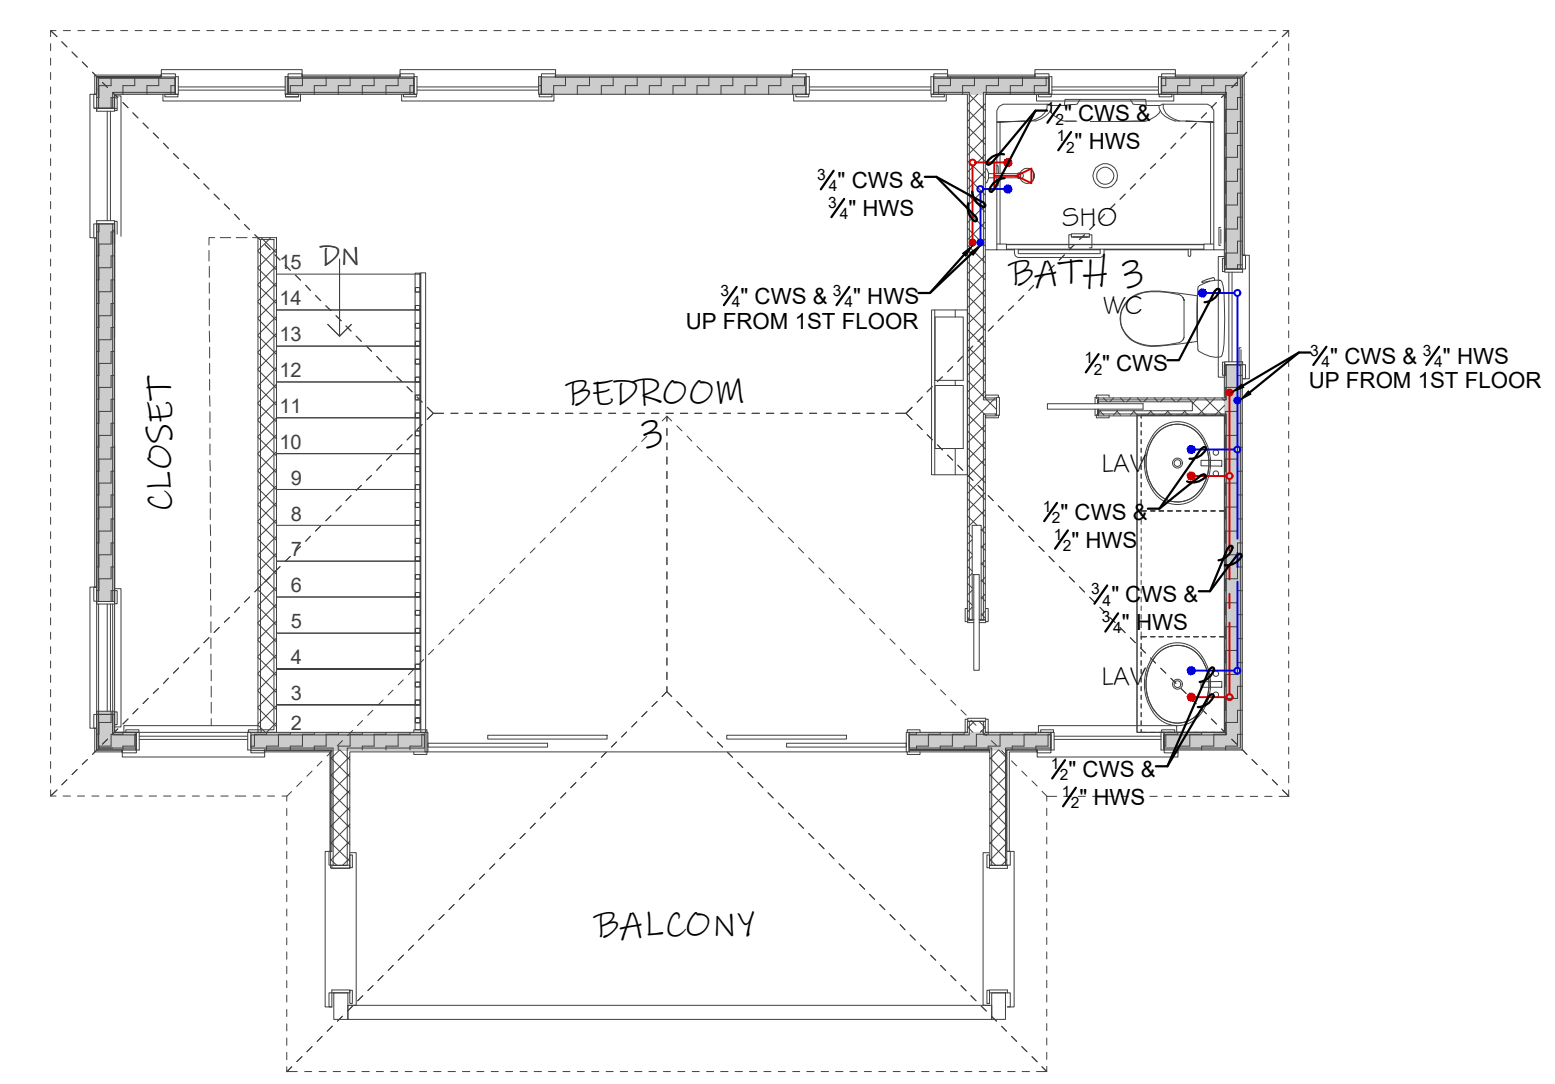 ½" CWS &
½" HWS
¾" CWS &
¾" HWS
SHO
DN
15
14
13
12
11
10
9
8
7
6
5
4
3
2
BATH 3
¾" CWS & ¾" HWS
UP FROM 1ST FLOOR
WC
½" CWS
¾" CWS & ¾" HWS
UP FROM 1ST FLOOR
CLOSET
BEDROOM
3
LAV
½" CWS &
½" HWS
¾" CWS &
¾" HWS
LAV
½" CWS &
½" HWS
BALCONY